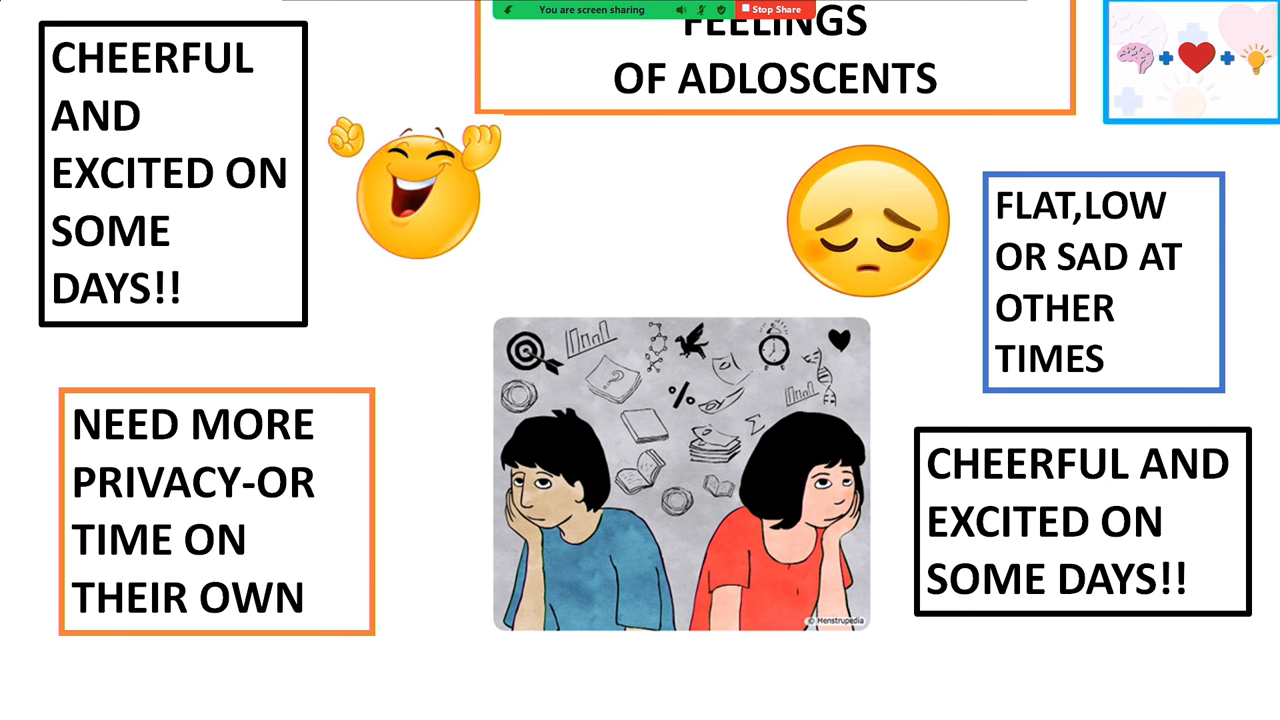 You are screen sharing
Stop Share
FEELINGS
OF ADLOSCENTS
CHEERFUL
AND
EXCITED ON
SOME
DAYS!!
FLAT,LOW
OR SAD AT
OTHER
TIMES
NEED MORE
PRIVACY-OR
TIME ON
THEIR OWN
?
%
Σ
© Menstrupedia
CHEERFUL AND
EXCITED ON
SOME DAYS!!